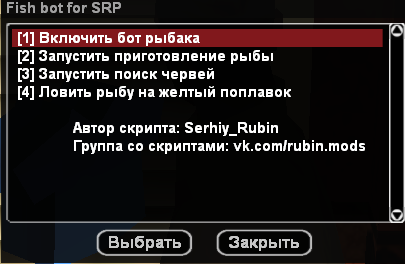 Fish bot for SRP
[1] Включить бот рыбака
[2] Запустить приготовление рыбы
[3] Запустить поиск червей
[4] Ловить рыбу на желтый поплавок
Автор скрипта: Serhiy_Rubin
Группа со скриптами: vk.com/rubin.mods
Выбрать Закрыть